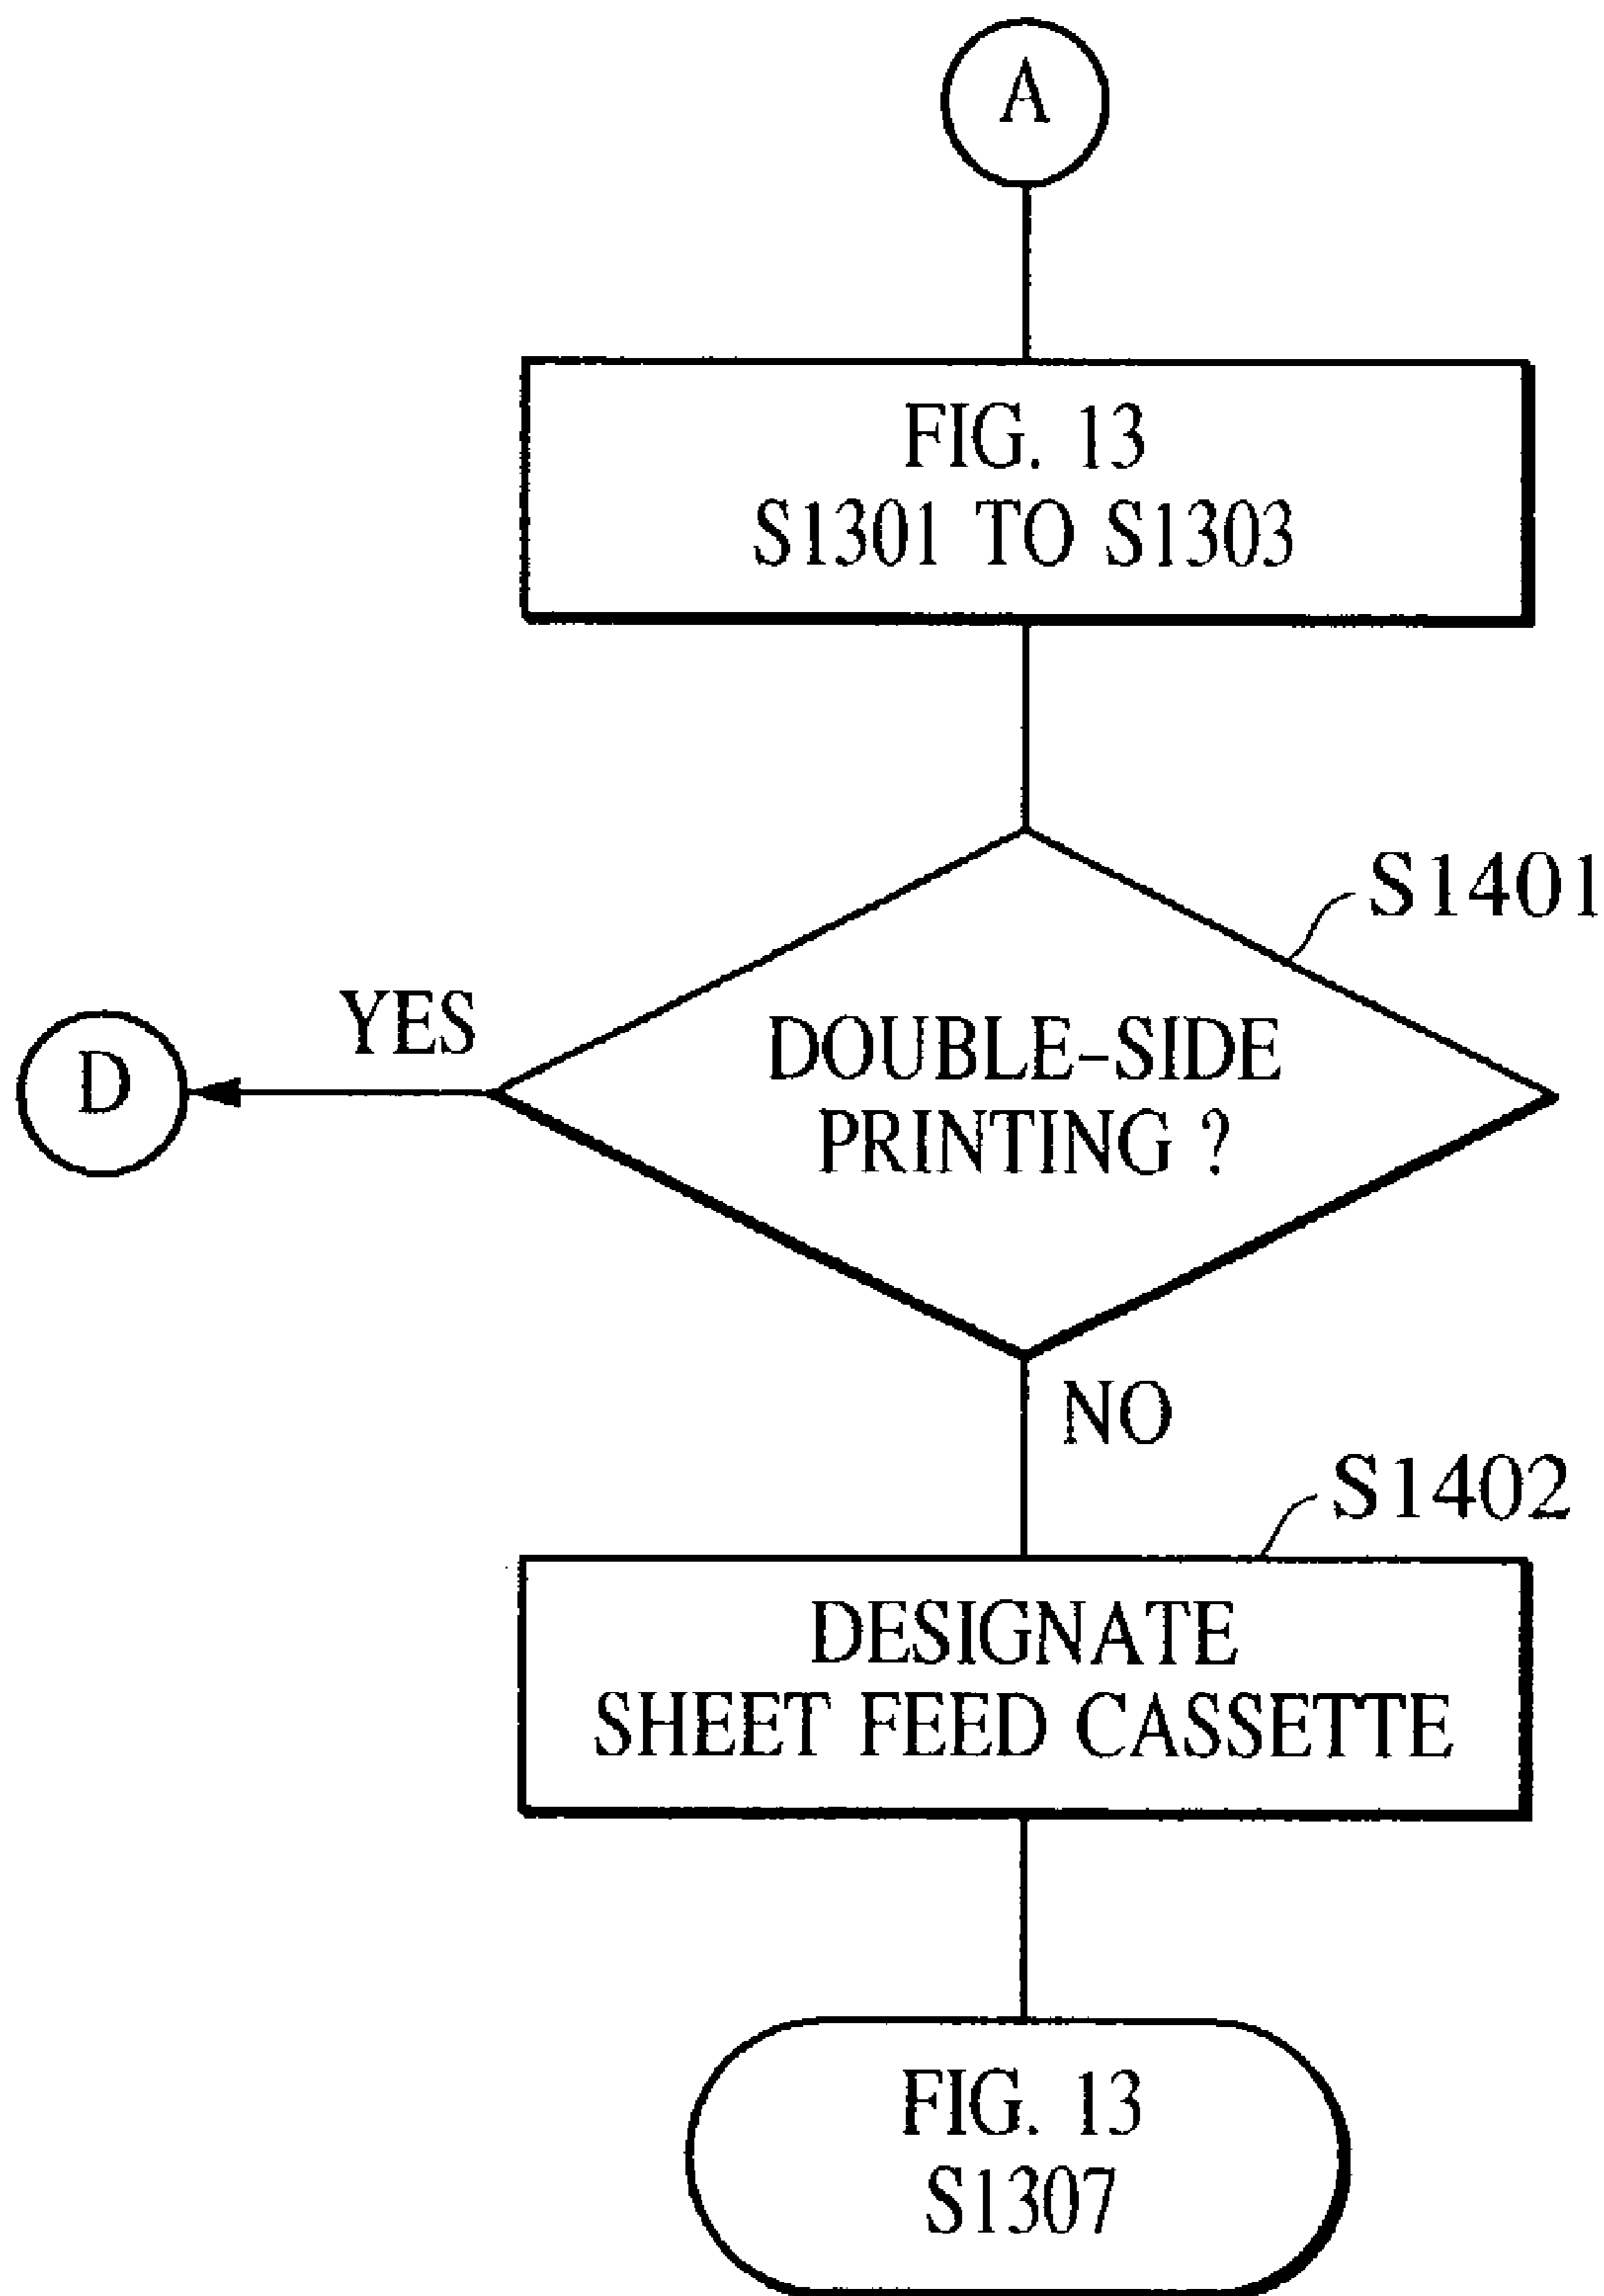 A
FIG. 13
S1301 TO S1303
S1401
YES
DOUBLE-SIDE
D
PRINTING ?
NO
S1402
DESIGNATE
SHEET FEED CASSETTE
FIG. 13
S1307